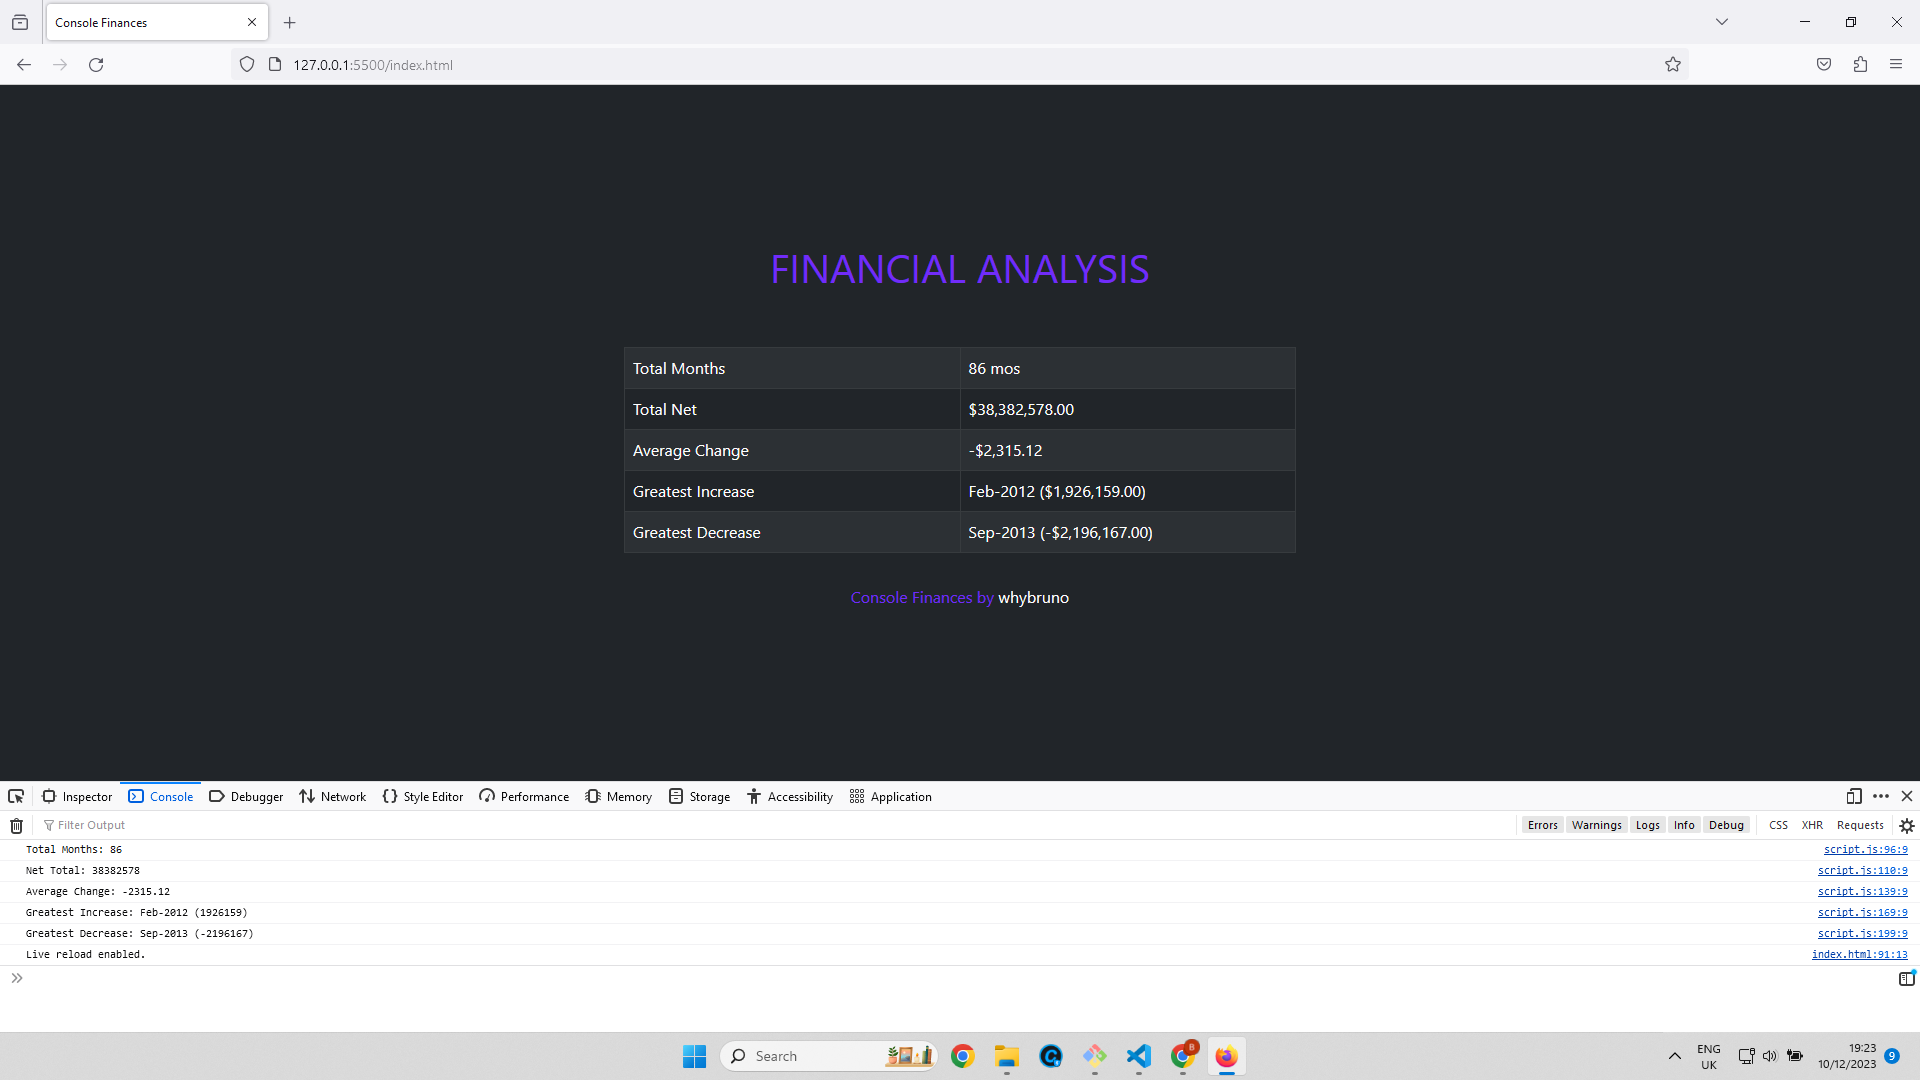 Console Finances
127.0.0.1:5500/index.html
FINANCIAL ANALYSIS
Total Months 86 mos
Total Net $38,382,578.00
Average Change -$2,315.12
Greatest Increase Feb-2012 ($1,926,159.00)
Greatest Decrease Sep-2013 (-$2,196,167.00)
Console Finances by whybruno
Inspector Console Debugger Network Style Editor Performance Memory Storage Accessibility Application
Filter Output Errors Warnings Logs Info Debug CSS XHR Requests
Total Months: 86 script.js:96:9
Net Total: 38382578 script.js:110:9
Average Change: -2315.12 script.js:139:9
Greatest Increase: Feb-2012 (1926159) script.js:169:9
Greatest Decrease: Sep-2013 (-2196167) script.js:199:9
Live reload enabled. index.html:91:13
Search B ENG 19:23
UK 10/12/2023 9